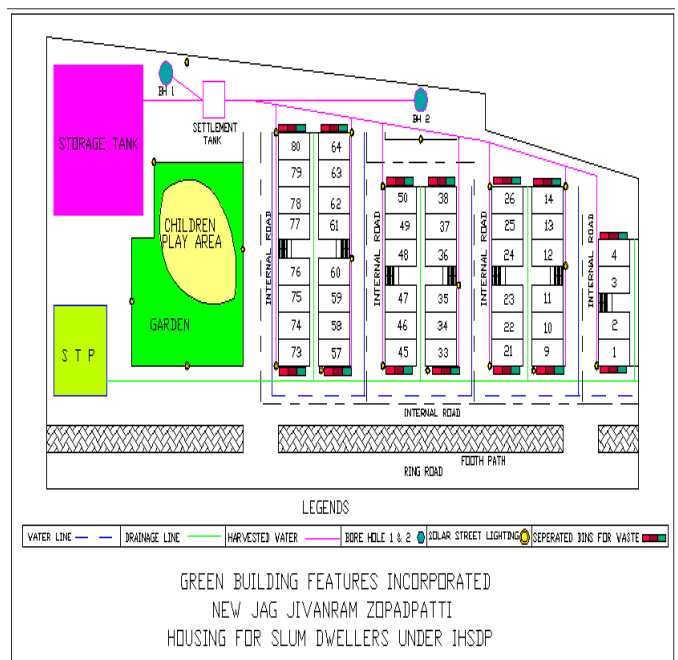 BH 1
BH 2
SETTLEMENT
TANK
STORAGE TANK
CHILDREN
PLAY AREA
GARDEN
S T P
INTERNAL ROAD
80 64
79 63
78 62
77 61
76 60
75 59
74 58
73 57
INTERNAL ROAD
50 38
49 37
48 36
47 35
46 34
45 33
INTERNAL ROAD
26 14
25 13
24 12
23 11
22 10
21 9
INTERNAL ROAD
4
3
2
1
INTERNAL ROAD
FOOTH PATH
RING ROAD
LEGENDS
VATER LINE DRAINAGE LINE HARVESTED VATER BORE HOLE 1 & 2 SOLAR STREET LIGHTING SEPERATED BINS FOR VASTE
GREEN BUILDING FEATURES INCORPORATED
NEW JAG JIVANRAM ZOPADPATTI
HOUSING FOR SLUM DWELLERS UNDER IHSDP